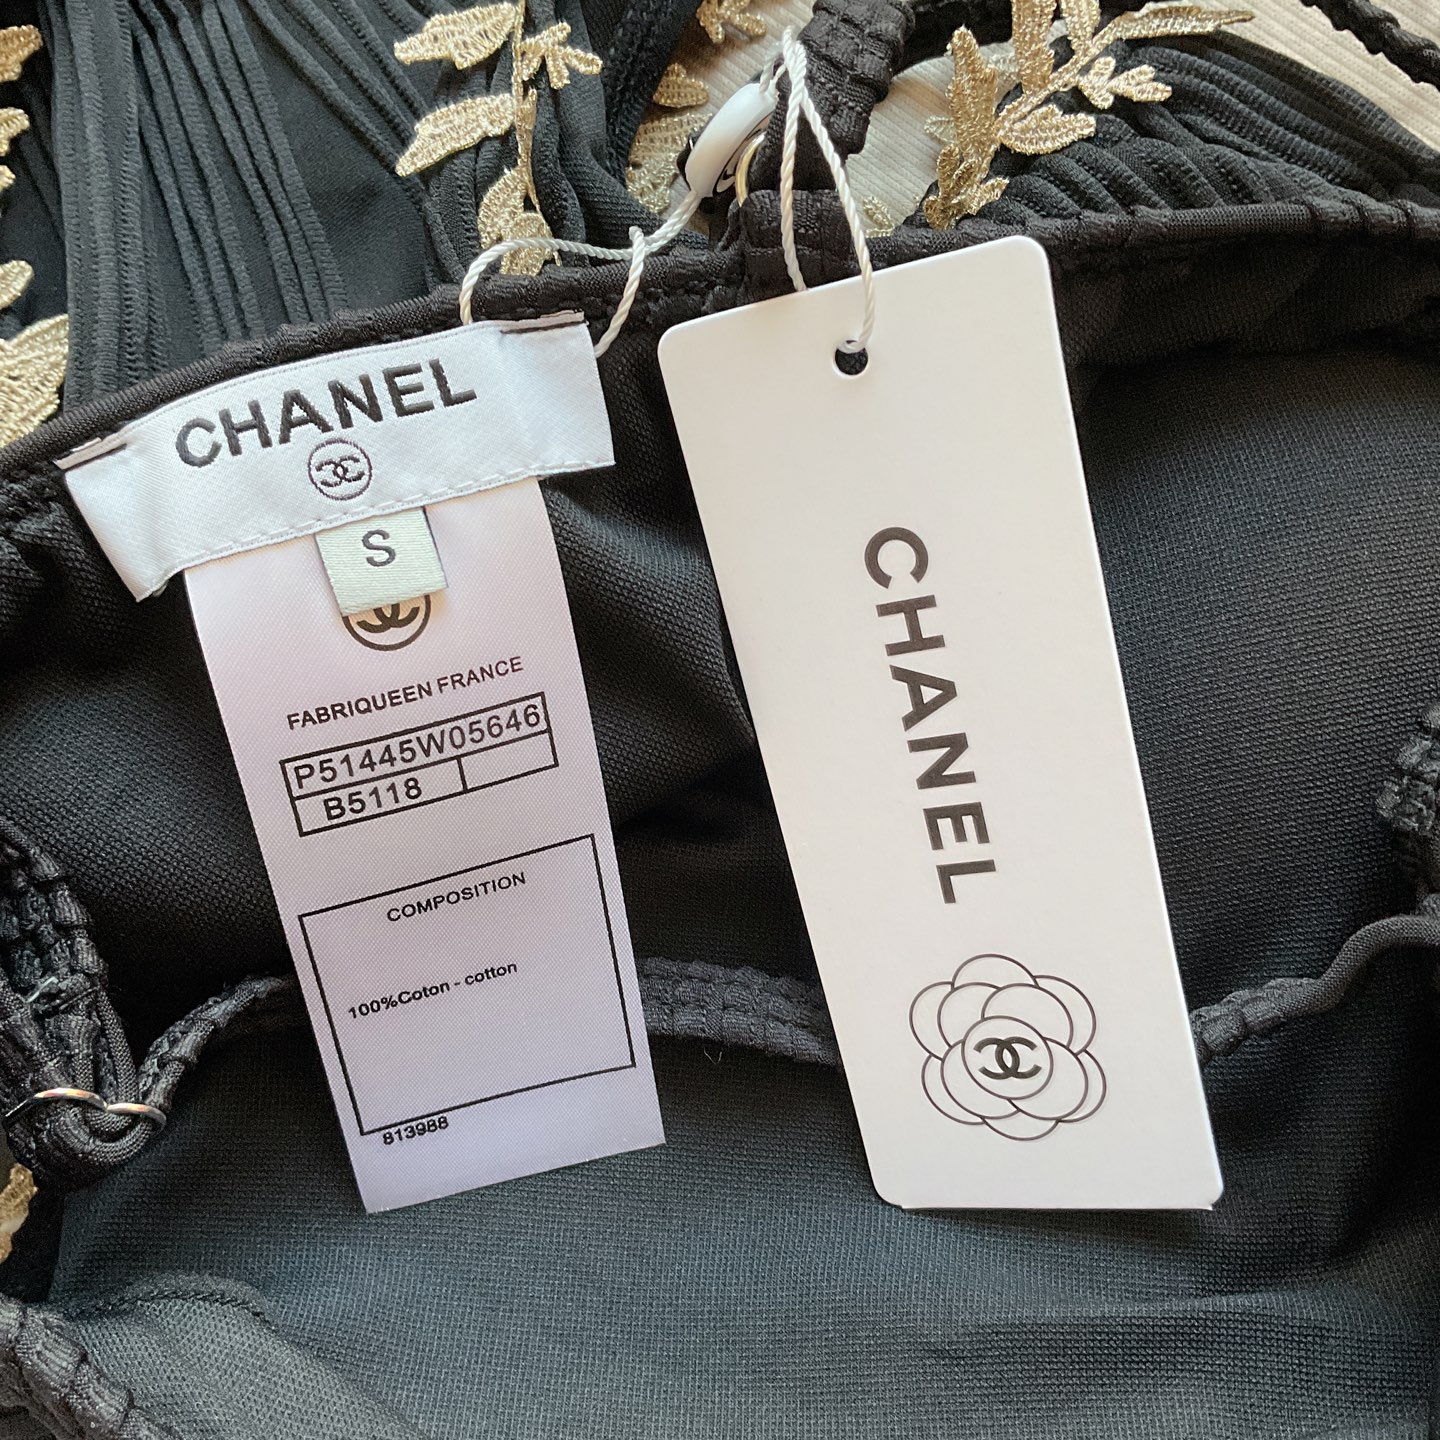 CHANEL
S
FABRIQUEEN FRANCE
P51445W05646
B5118
COMPOSITION
100%Coton - cotton
813988
CHANEL